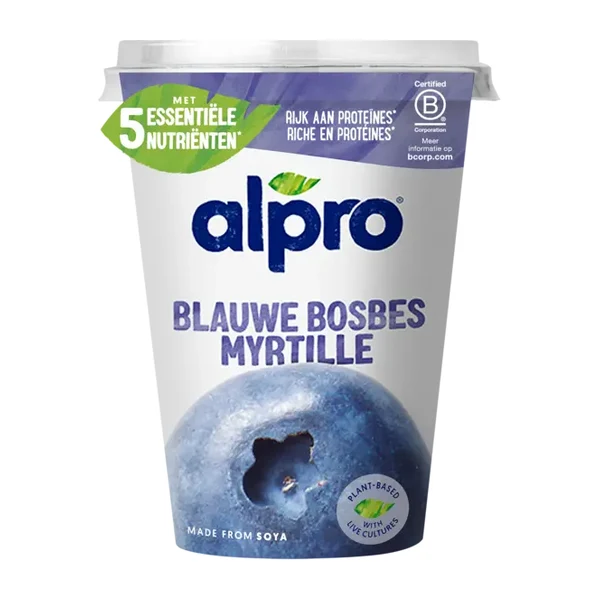 MET
5 ESSENTIËLE
NUTRIËNTEN*
RIJK AAN PROTEÏNES*
RICHE EN PROTÉINES*
Certified
B
Corporation
Meer
informatie op
bcorp.com
alpro®
BLAUWE BOSBES
MYRTILLE
PLANT-BASED
WITH
LIVE CULTURES
MADE FROM SOYA